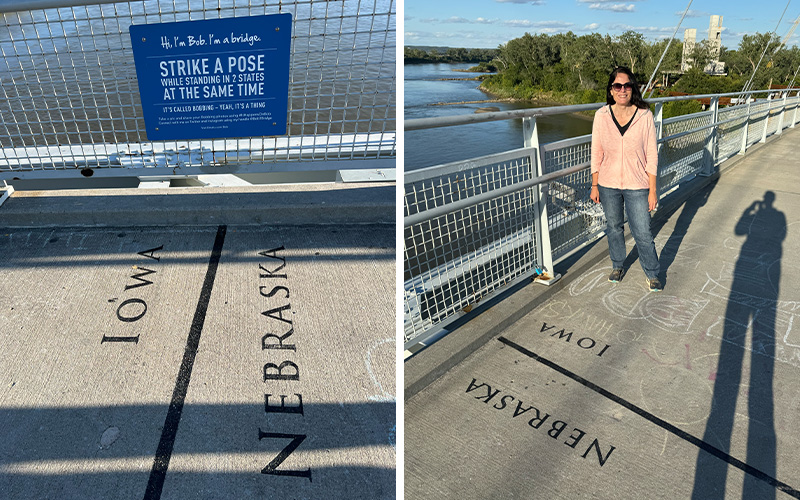 Hi, I'm Bob. I'm a bridge.
STRIKE A POSE
WHILE STANDING IN 2 STATES
AT THE SAME TIME
IT'S CALLED BOBBING – YEAH, IT'S A THING
IOWA
NEBRASKA
IOWA
NEBRASKA